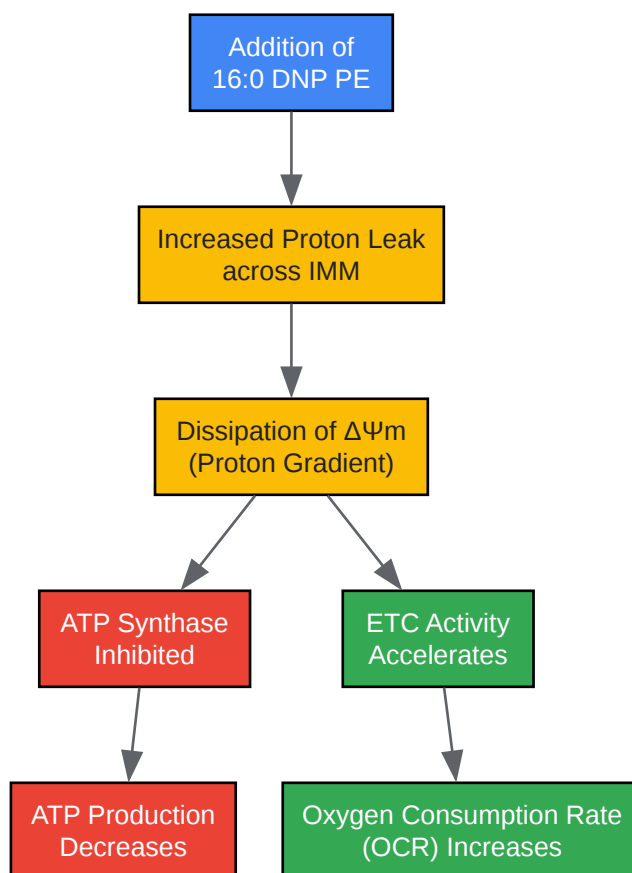 Addition of
16:0 DNP PE
Increased Proton Leak
across IMM
Dissipation of ΔΨm
(Proton Gradient)
ATP Synthase
Inhibited
ETC Activity
Accelerates
ATP Production
Decreases
Oxygen Consumption Rate
(OCR) Increases